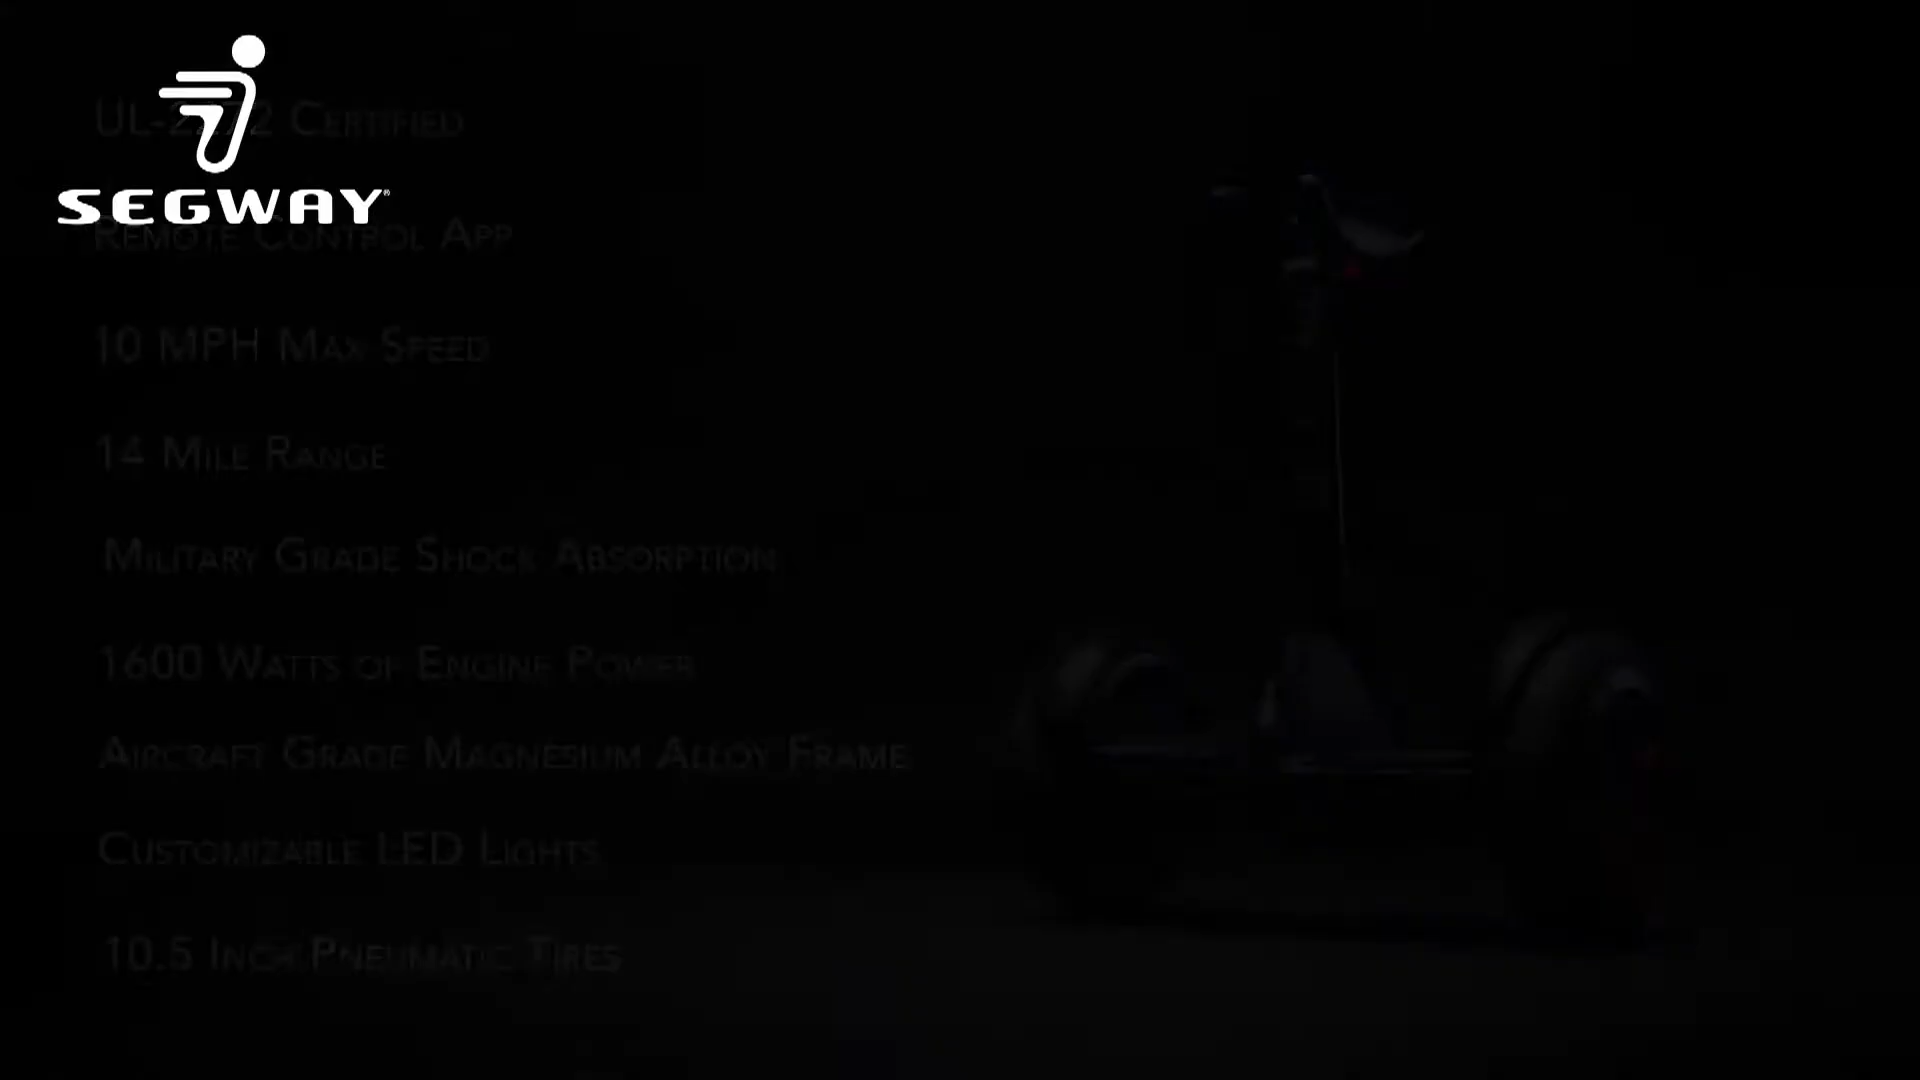 SEGWAY®
UL-2272 CERTIFIED
REMOTE CONTROL APP
10 MPH MAX SPEED
14 MILE RANGE
MILITARY GRADE SHOCK ABSORPTION
1600 WATTS OF ENGINE POWER
AIRCRAFT GRADE MAGNESIUM ALLOY FRAME
CUSTOMIZABLE LED LIGHTS
10.5 INCH PNEUMATIC TIRES